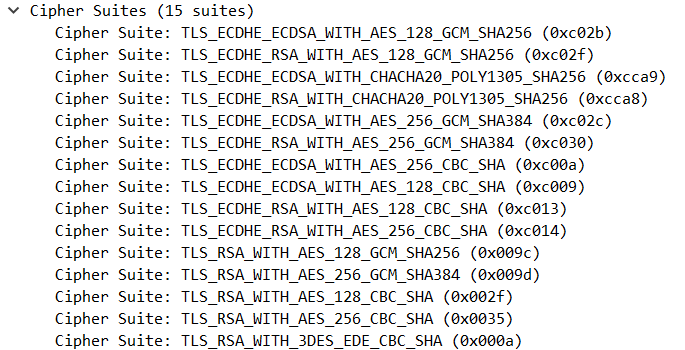 Cipher Suites (15 suites)
Cipher Suite: TLS_ECDHE_ECDSA_WITH_AES_128_GCM_SHA256 (0xc02b)
Cipher Suite: TLS_ECDHE_RSA_WITH_AES_128_GCM_SHA256 (0xc02f)
Cipher Suite: TLS_ECDHE_ECDSA_WITH_CHACHA20_POLY1305_SHA256 (0xcca9)
Cipher Suite: TLS_ECDHE_RSA_WITH_CHACHA20_POLY1305_SHA256 (0xcca8)
Cipher Suite: TLS_ECDHE_ECDSA_WITH_AES_256_GCM_SHA384 (0xc02c)
Cipher Suite: TLS_ECDHE_RSA_WITH_AES_256_GCM_SHA384 (0xc030)
Cipher Suite: TLS_ECDHE_ECDSA_WITH_AES_256_CBC_SHA (0xc00a)
Cipher Suite: TLS_ECDHE_ECDSA_WITH_AES_128_CBC_SHA (0xc009)
Cipher Suite: TLS_ECDHE_RSA_WITH_AES_128_CBC_SHA (0xc013)
Cipher Suite: TLS_ECDHE_RSA_WITH_AES_256_CBC_SHA (0xc014)
Cipher Suite: TLS_RSA_WITH_AES_128_GCM_SHA256 (0x009c)
Cipher Suite: TLS_RSA_WITH_AES_256_GCM_SHA384 (0x009d)
Cipher Suite: TLS_RSA_WITH_AES_128_CBC_SHA (0x002f)
Cipher Suite: TLS_RSA_WITH_AES_256_CBC_SHA (0x0035)
Cipher Suite: TLS_RSA_WITH_3DES_EDE_CBC_SHA (0x000a)